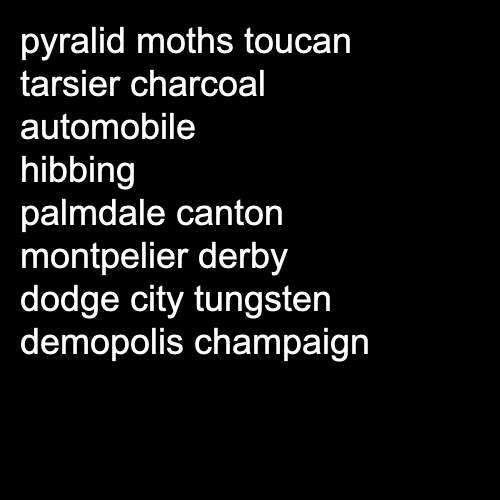 pyralid moths toucan
tarsier charcoal
automobile
hibbing
palmdale canton
montpelier derby
dodge city tungsten
demopolis champaign